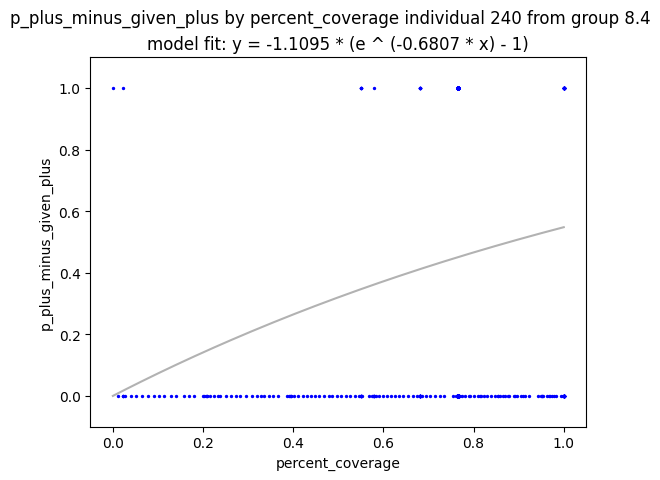 p_plus_minus_given_plus by percent_coverage individual 240 from group 8.4
model fit: y = -1.1095 * (e ^ (-0.6807 * x) - 1)
1.0
0.8
0.6
0.4
0.2
0.0
p_plus_minus_given_plus
0.0 0.2 0.4 0.6 0.8 1.0
percent_coverage